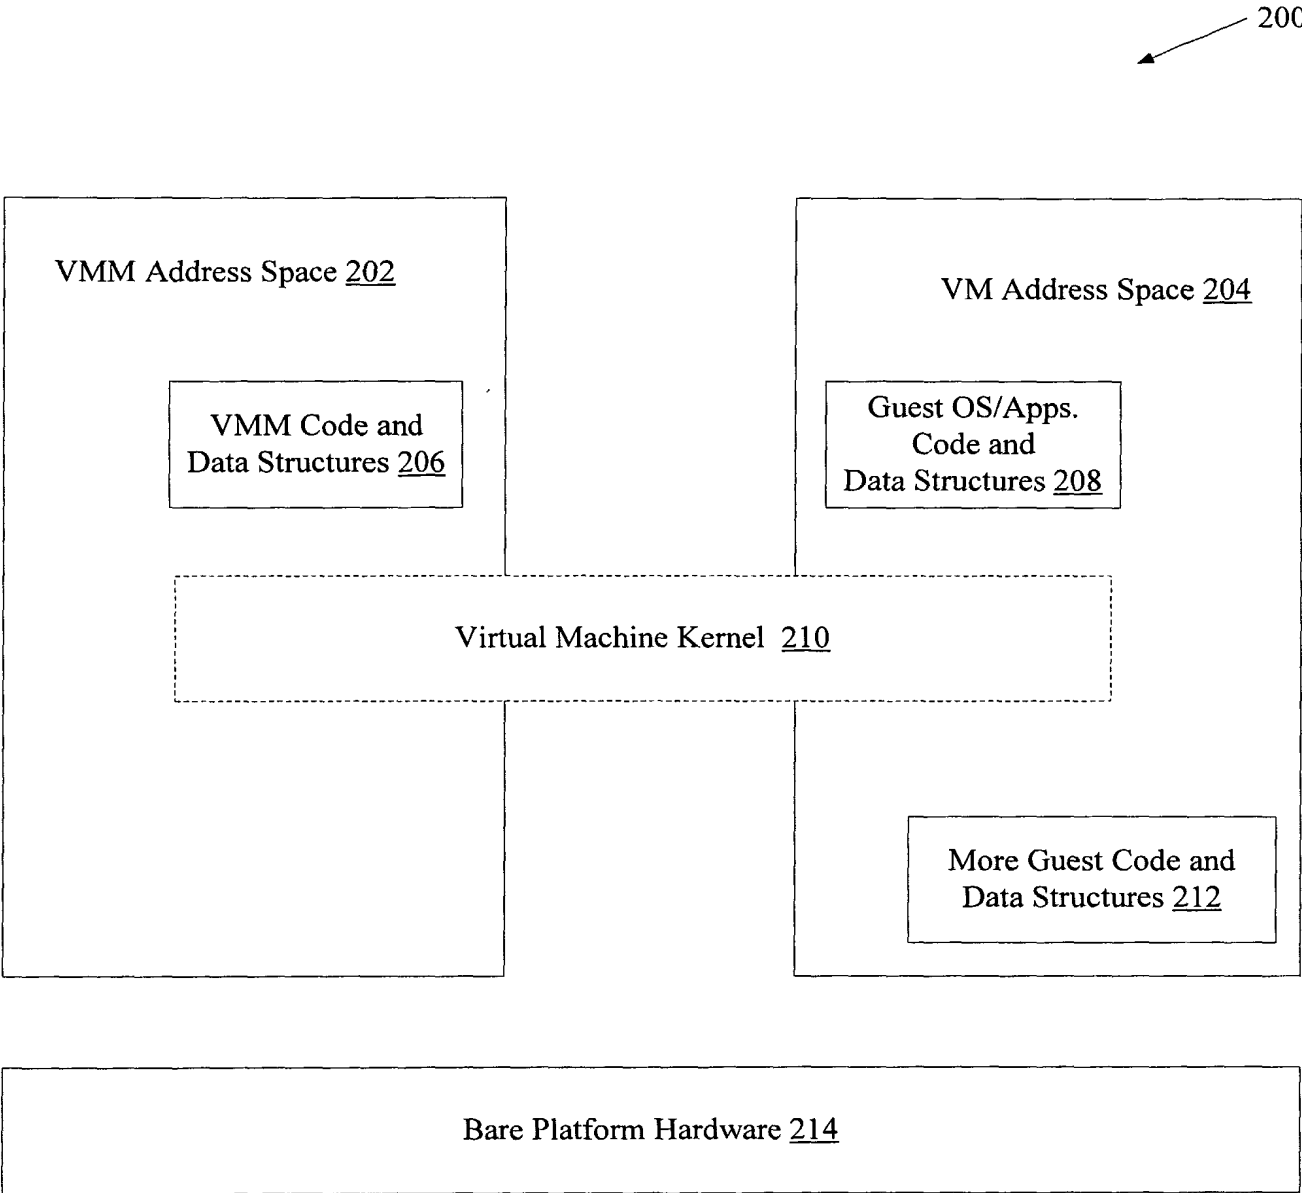 200
VMM Address Space 202
VM Address Space 204
VMM Code and
Data Structures 206
Guest OS/Apps.
Code and
Data Structures 208
Virtual Machine Kernel 210
More Guest Code and
Data Structures 212
Bare Platform Hardware 214